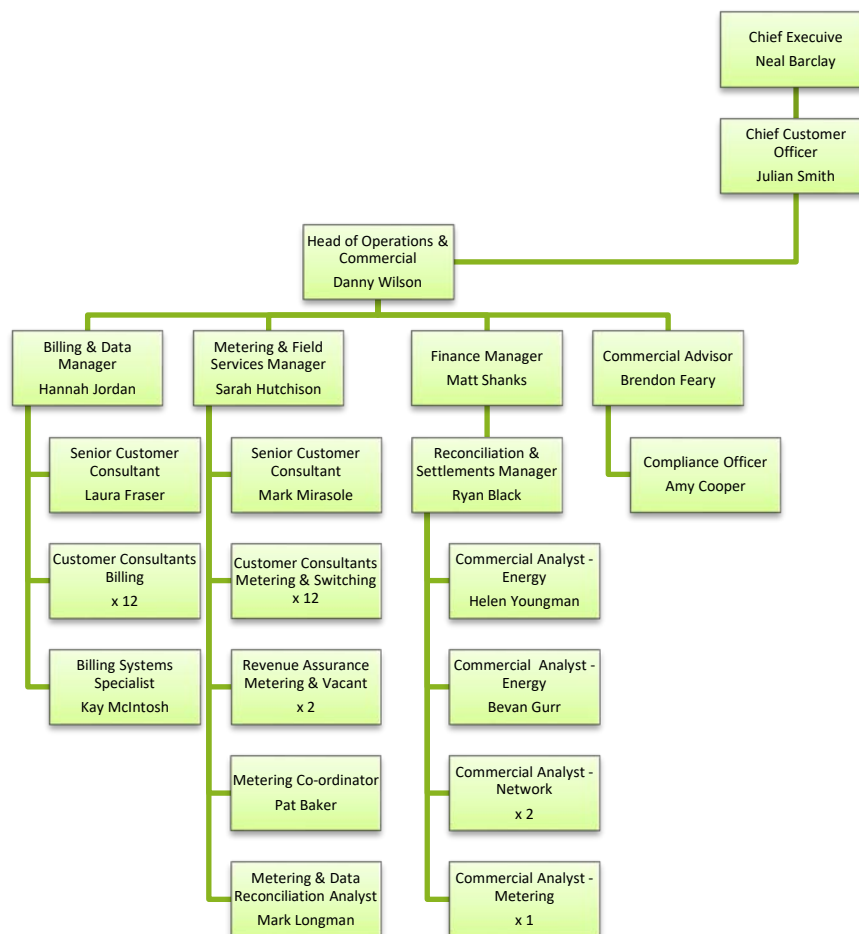 Chief Execuive
Neal Barclay
Chief Customer
Officer
Julian Smith
Head of Operations &
Commercial
Danny Wilson
Billing & Data
Manager
Hannah Jordan
Metering & Field
Services Manager
Sarah Hutchison
Finance Manager
Matt Shanks
Commercial Advisor
Brendon Feary
Senior Customer
Consultant
Laura Fraser
Customer Consultants
Billing
x 12
Billing Systems
Specialist
Kay McIntosh
Senior Customer
Consultant
Mark Mirasole
Customer Consultants
Metering & Switching
x 12
Revenue Assurance
Metering & Vacant
x 2
Metering Co-ordinator
Pat Baker
Metering & Data
Reconciliation Analyst
Mark Longman
Reconciliation &
Settlements Manager
Ryan Black
Commercial Analyst -
Energy
Helen Youngman
Commercial Analyst -
Energy
Bevan Gurr
Commercial Analyst -
Network
x 2
Commercial Analyst -
Metering
x 1
Compliance Officer
Amy Cooper